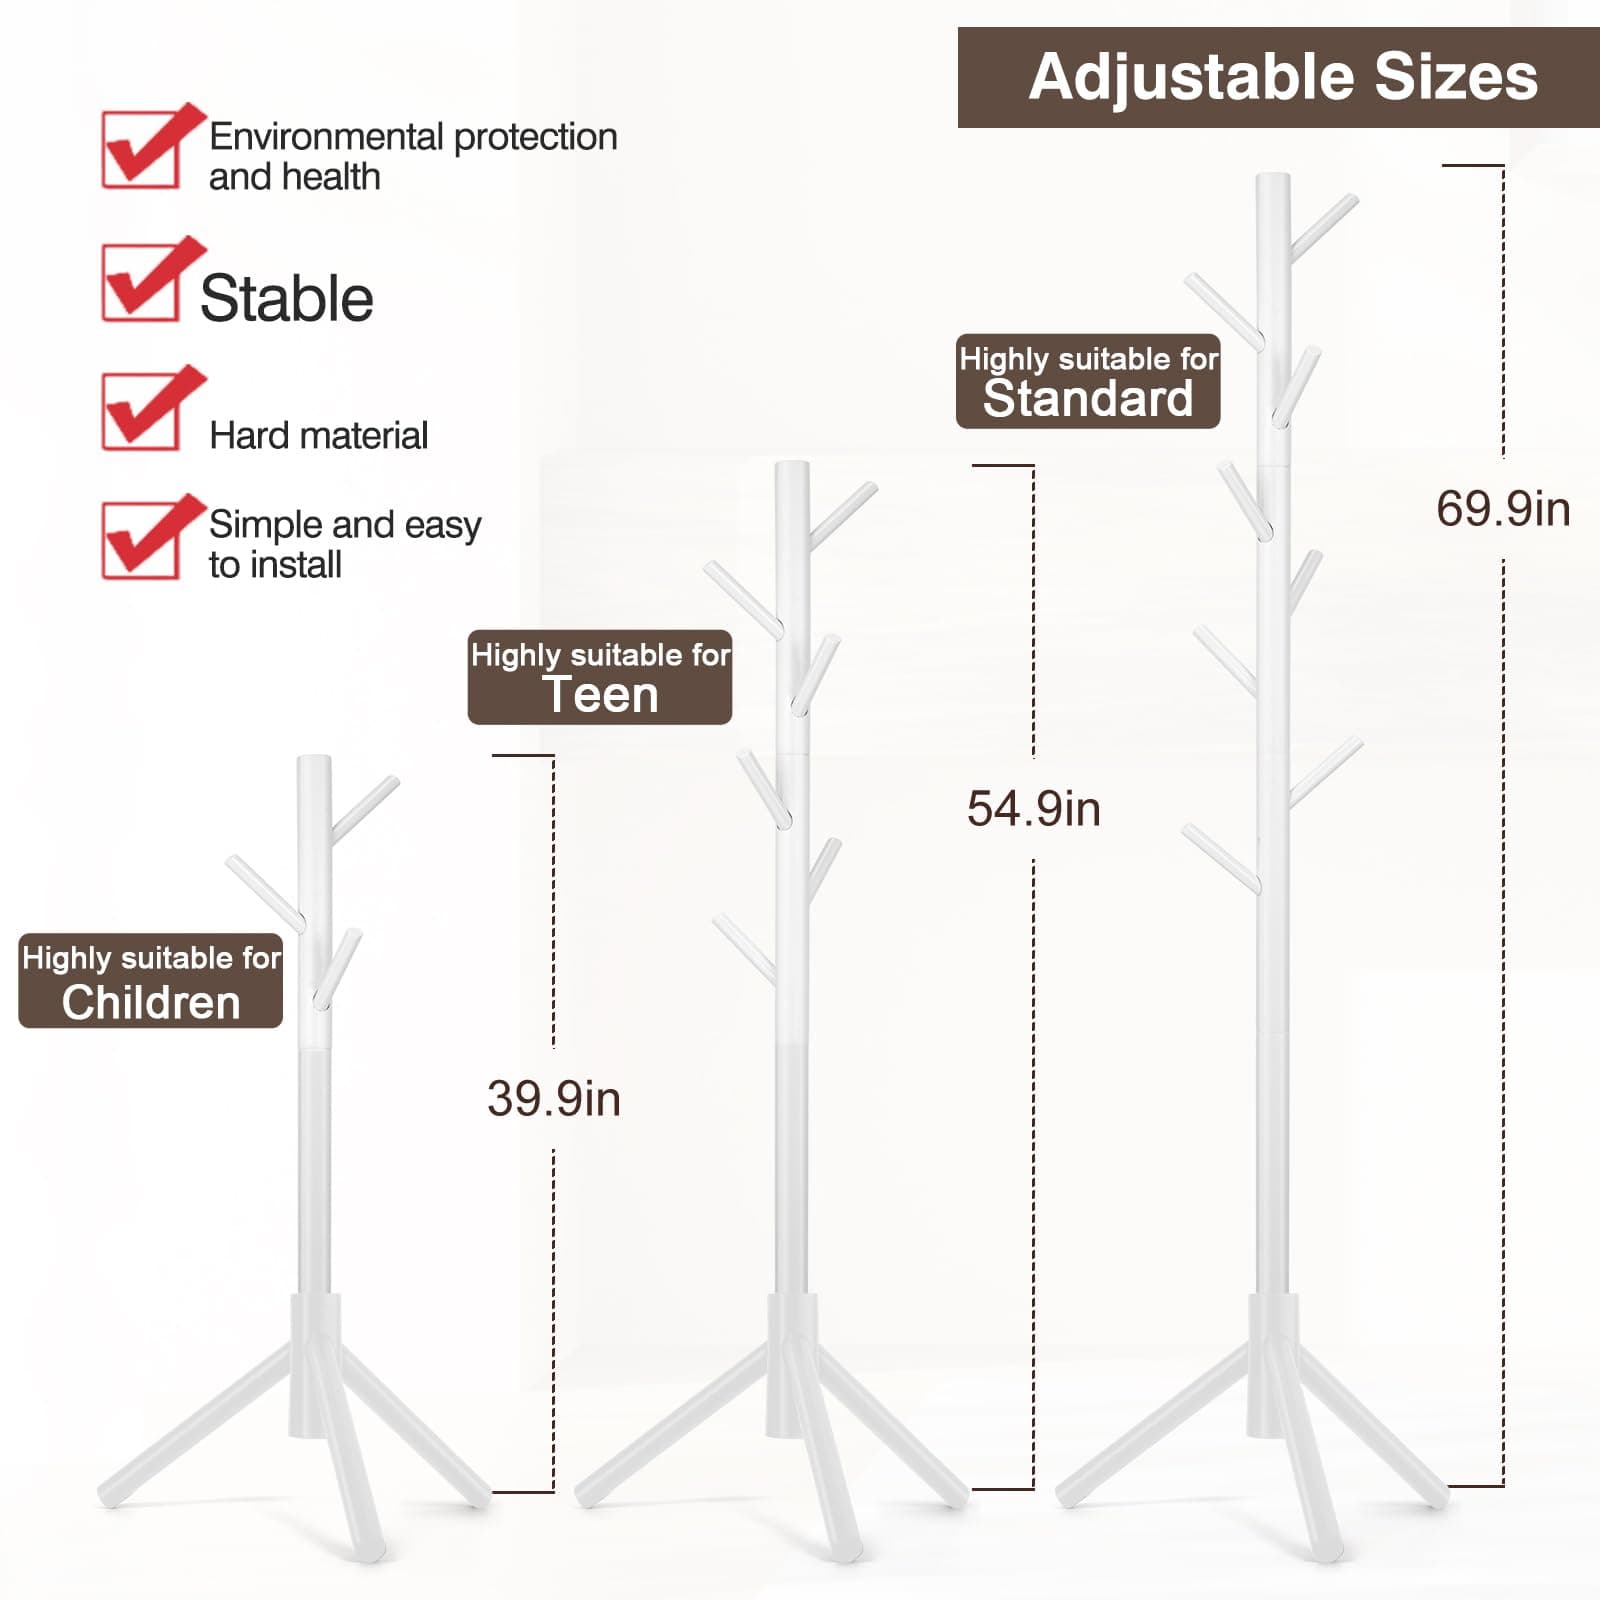 Adjustable Sizes
Environmental protection
and health
Stable
Hard material
Simple and easy
to install
Highly suitable for
Standard
69.9in
Highly suitable for
Teen
54.9in
Highly suitable for
Children
39.9in